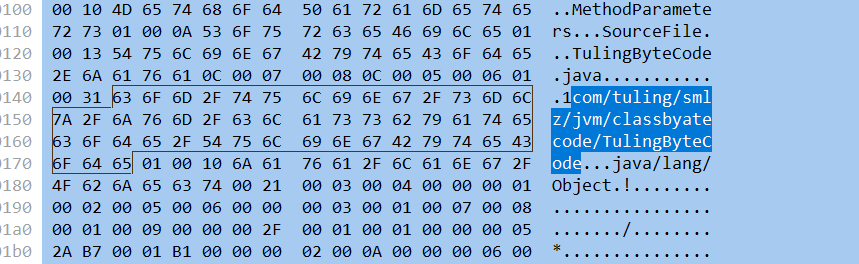 0100 00 10 4D 65 74 68 6F 64 50 61 72 61 6D 65 74 65 ..MethodParamete
0110 72 73 01 00 0A 53 6F 75 72 63 65 46 69 6C 65 01 rs...SourceFile.
0120 00 13 54 75 6C 69 6E 67 42 79 74 65 43 6F 64 65 ..TulingByteCode
0130 2E 6A 61 76 61 0C 00 07 00 08 0C 00 05 00 06 01 .java...........
0140 00 31 63 6F 6D 2F 74 75 6C 69 6E 67 2F 73 6D 6C .1com/tuling/sml
0150 7A 2F 6A 76 6D 2F 63 6C 61 73 73 62 79 61 74 65 z/jvm/classbyate
0160 63 6F 64 65 2F 54 75 6C 69 6E 67 42 79 74 65 43 code/TulingByteC
0170 6F 64 65 01 00 10 6A 61 76 61 2F 6C 61 6E 67 2F ode...java/lang/
0180 4F 62 6A 65 63 74 00 21 00 03 00 04 00 00 00 01 Object.!........
0190 00 02 00 05 00 06 00 00 00 03 00 01 00 07 00 08 ................
01a0 00 01 00 09 00 00 00 2F 00 01 00 01 00 00 00 05 ......./........
01b0 2A B7 00 01 B1 00 00 00 02 00 0A 00 00 00 06 00 *...............